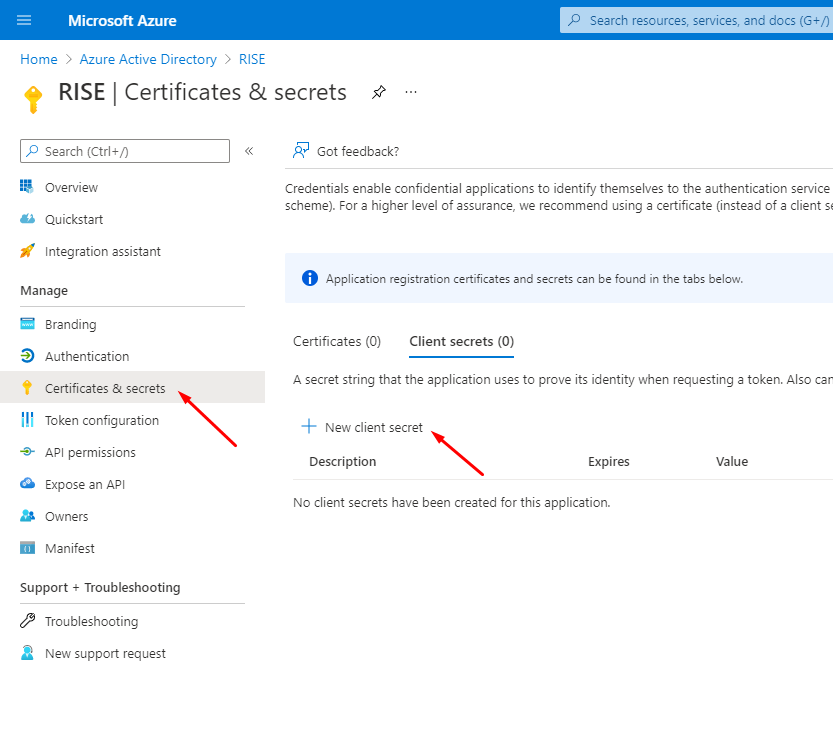 Microsoft Azure
Search resources, services, and docs (G+/)
Home > Azure Active Directory > RISE
RISE | Certificates & secrets
Search (Ctrl+/)
Overview
Quickstart
Integration assistant
Manage
Branding
Authentication
Certificates & secrets
Token configuration
API permissions
Expose an API
Owners
Manifest
Support + Troubleshooting
Troubleshooting
New support request
Got feedback?
Credentials enable confidential applications to identify themselves to the authentication service
scheme). For a higher level of assurance, we recommend using a certificate (instead of a client se
Application registration certificates and secrets can be found in the tabs below.
Certificates (0) Client secrets (0)
A secret string that the application uses to prove its identity when requesting a token. Also can
New client secret
Description Expires Value
No client secrets have been created for this application.